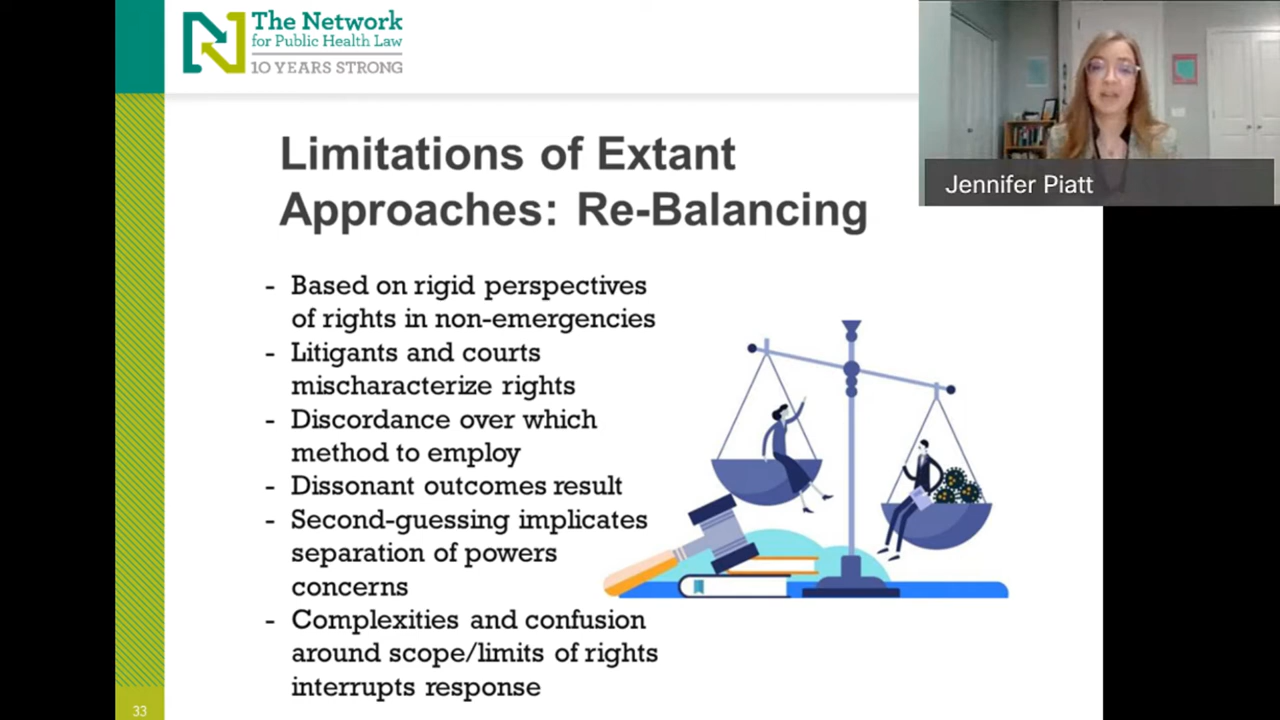 The Network
for Public Health Law
10 YEARS STRONG
Jennifer Piatt
Limitations of Extant
Approaches: Re-Balancing
- Based on rigid perspectives
of rights in non-emergencies
- Litigants and courts
mischaracterize rights
- Discordance over which
method to employ
- Dissonant outcomes result
- Second-guessing implicates
separation of powers
concerns
- Complexities and confusion
around scope/limits of rights
interrupts response
33